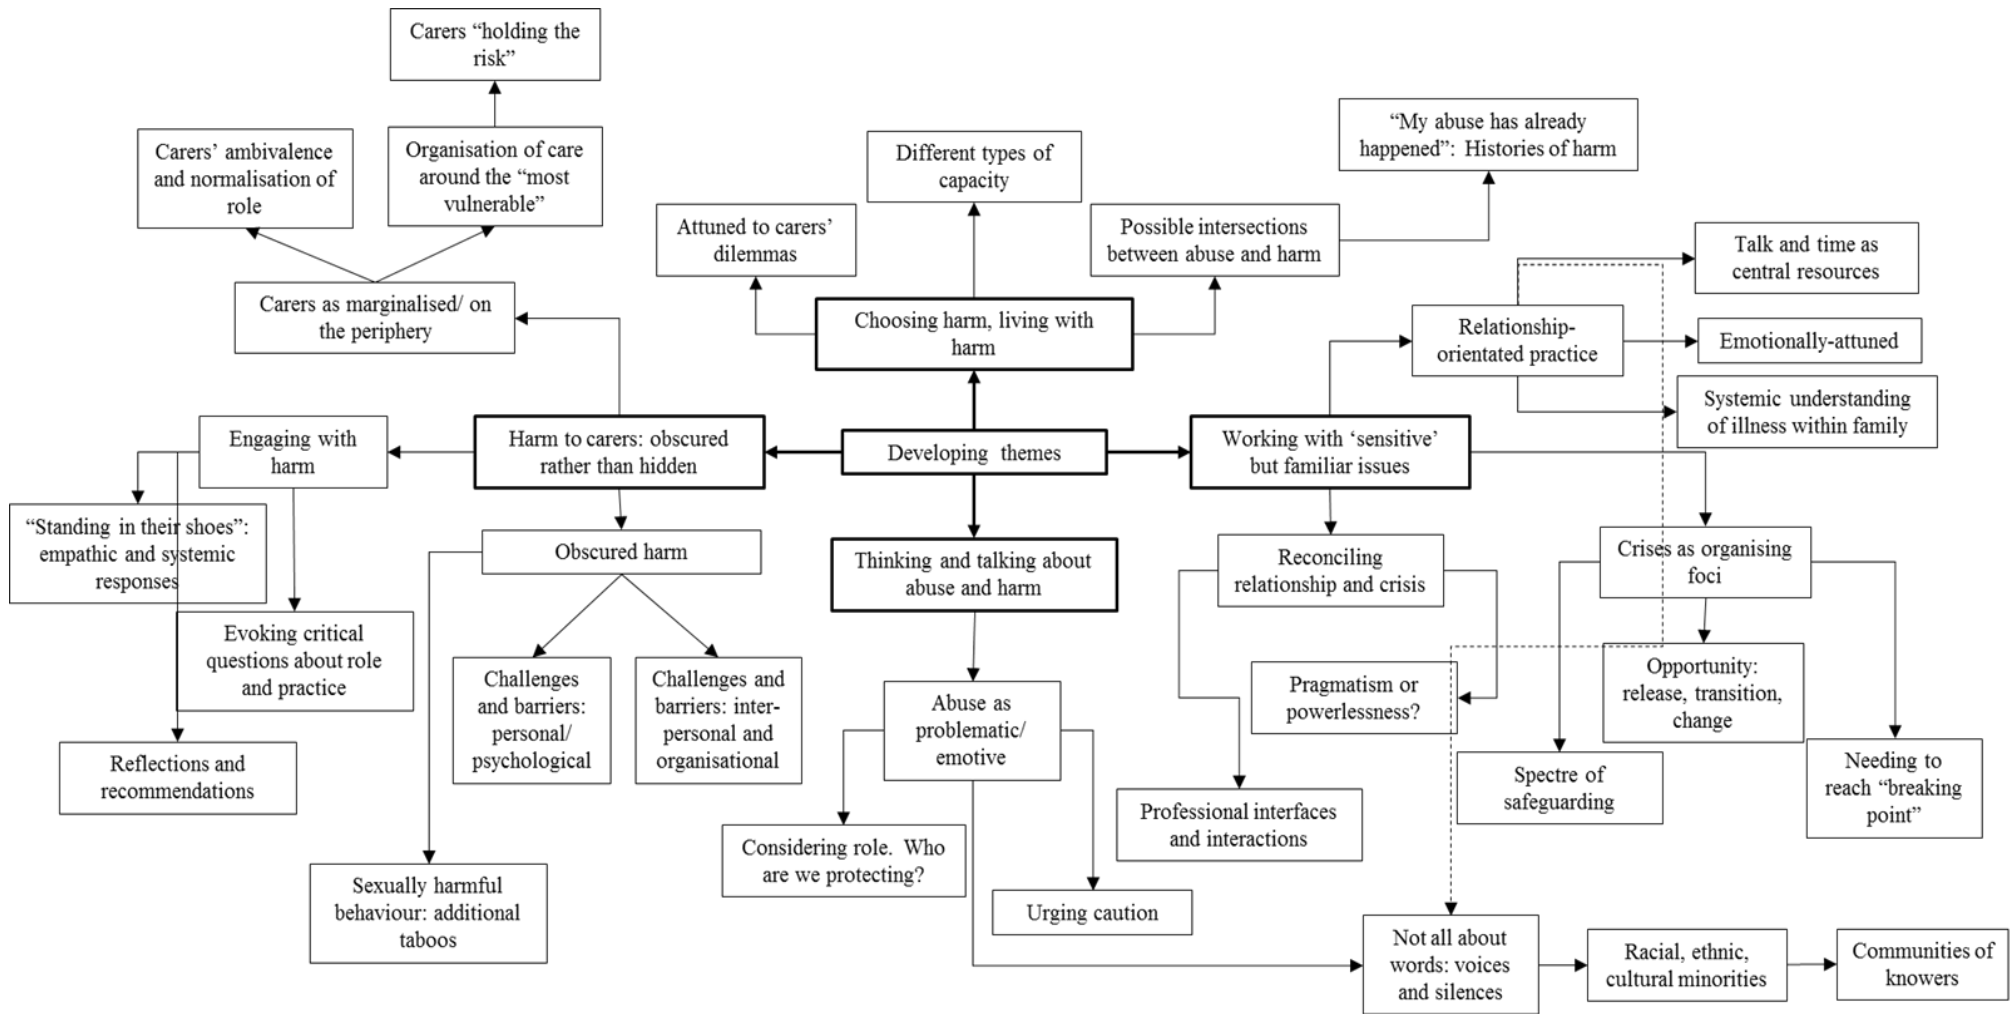 Carers “holding the
risk”
Carers’ ambivalence
and normalisation of
role
Organisation of care
around the “most
vulnerable”
Different types of
capacity
“My abuse has already
happened”: Histories of harm
Attuned to carers’
dilemmas
Possible intersections
between abuse and harm
Talk and time as
central resources
Carers as marginalised/ on
the periphery
Choosing harm, living with
harm
Relationship-
orientated practice
Emotionally-attuned
Systemic understanding
of illness within family
Engaging with
harm
Harm to carers: obscured
rather than hidden
Developing themes
Working with ‘sensitive’
but familiar issues
“Standing in their shoes”:
empathic and systemic
responses
Obscured harm
Thinking and talking about
abuse and harm
Reconciling
relationship and crisis
Crises as organising
foci
Evoking critical
questions about role
and practice
Challenges
and barriers:
personal/
psychological
Challenges and
barriers: inter-
personal and
organisational
Abuse as
problematic/
emotive
Pragmatism or
powerlessness?
Opportunity:
release, transition,
change
Reflections and
recommendations
Professional interfaces
and interactions
Spectre of
safeguarding
Needing to
reach “breaking
point”
Considering role. Who
are we protecting?
Sexually harmful
behaviour: additional
taboos
Urging caution
Not all about
words: voices
and silences
Racial, ethnic,
cultural minorities
Communities of
knowers